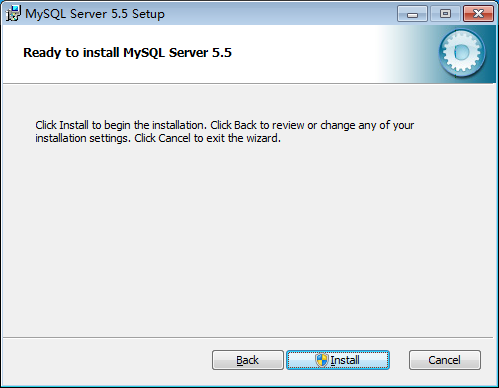 MySQL Server 5.5 Setup
Ready to install MySQL Server 5.5
Click Install to begin the installation. Click Back to review or change any of your
installation settings. Click Cancel to exit the wizard.
Back Install Cancel